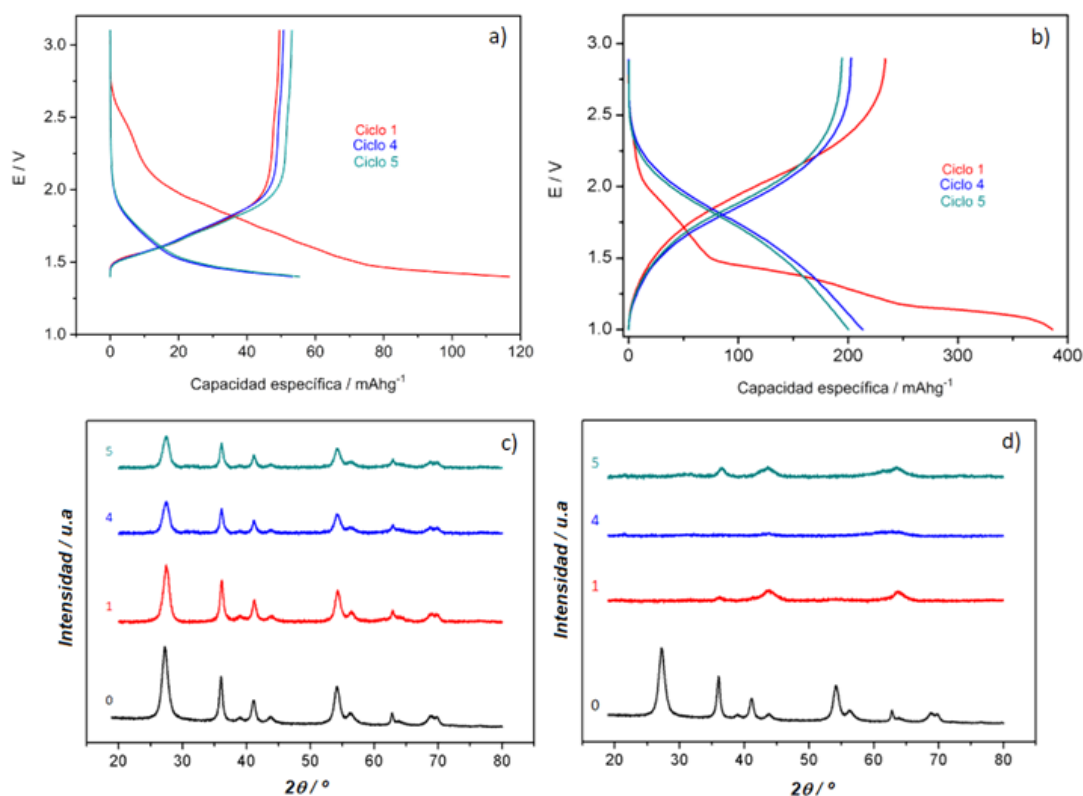 a)
3.0
2.5
2.0
1.5
1.0
E / V
Ciclo 1
Ciclo 4
Ciclo 5
0 20 40 60 80 100 120
Capacidad específica / mAhg⁻¹
b)
3.0
2.5
2.0
1.5
1.0
E / V
Ciclo 1
Ciclo 4
Ciclo 5
0 100 200 300 400
Capacidad específica / mAhg⁻¹
c)
5
4
1
0
Intensidad / u.a
20 30 40 50 60 70 80
2θ / º
d)
5
4
1
0
Intensidad / u.a
20 30 40 50 60 70 80
2θ / º